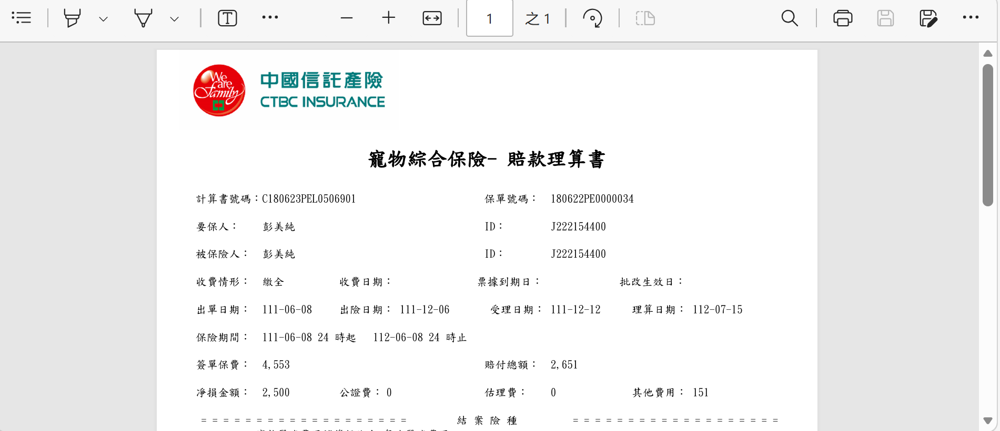 1 之 1
We are Family
中國信託產險
CTBC INSURANCE
寵物綜合保險- 賠款理算書
計算書號碼：C180623PEL0506901 保單號碼： 180622PE0000034
要保人： 彭美純 ID： J222154400
被保險人： 彭美純 ID： J222154400
收費情形： 繳全 收費日期： 票據到期日： 批改生效日：
出單日期： 111-06-08 出險日期： 111-12-06 受理日期： 111-12-12 理算日期： 112-07-15
保險期間： 111-06-08 24 時起 112-06-08 24 時止
簽單保費： 4,553 賠付總額： 2,651
淨損金額： 2,500 公證費： 0 估理費： 0 其他費用： 151
= = = = = = = = = = = = = = = = = = = 結 案 險 種 = = = = = = = = = = = = = = = = = = =